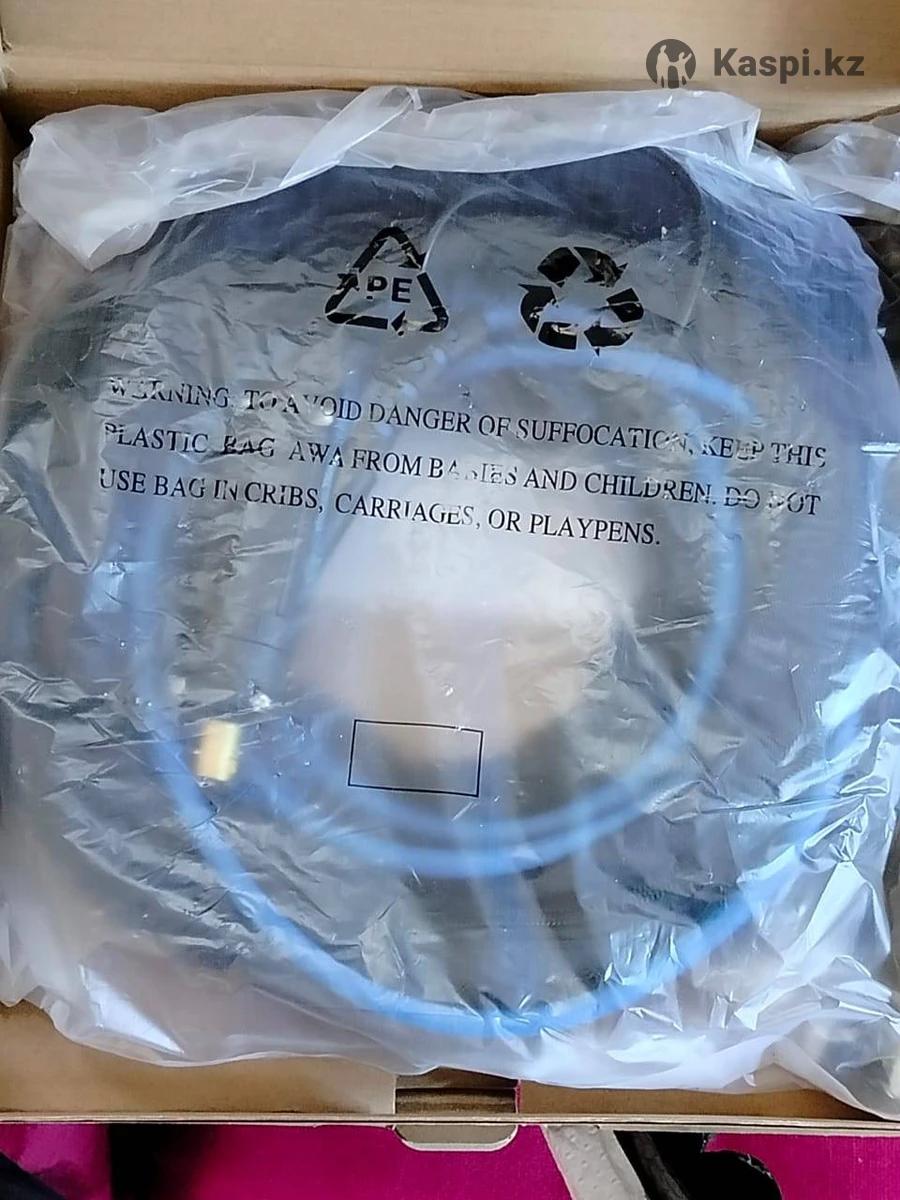 Kaspi.kz
PE
WARNING: TO AVOID DANGER OF SUFFOCATION, KEEP THIS
PLASTIC BAG AWA FROM BABIES AND CHILDREN. DO NOT
USE BAG IN CRIBS, CARRIAGES, OR PLAYPENS.